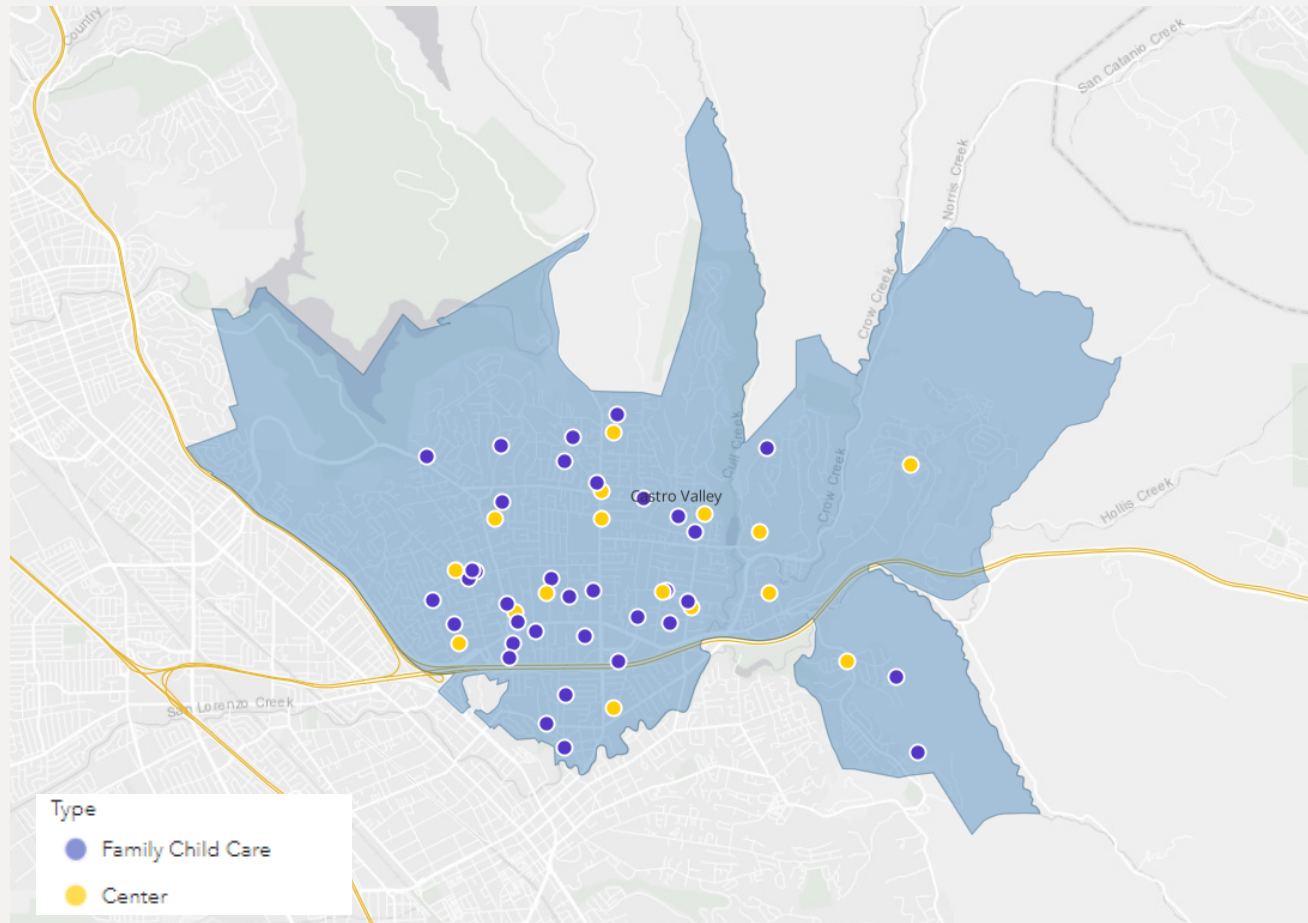 Country
San Catanio Creek
Norris Creek
Crow Creek
Cull Creek
Castro Valley
Crow Creek
Hollis Creek
San Lorenzo Creek
Type
Family Child Care
Center